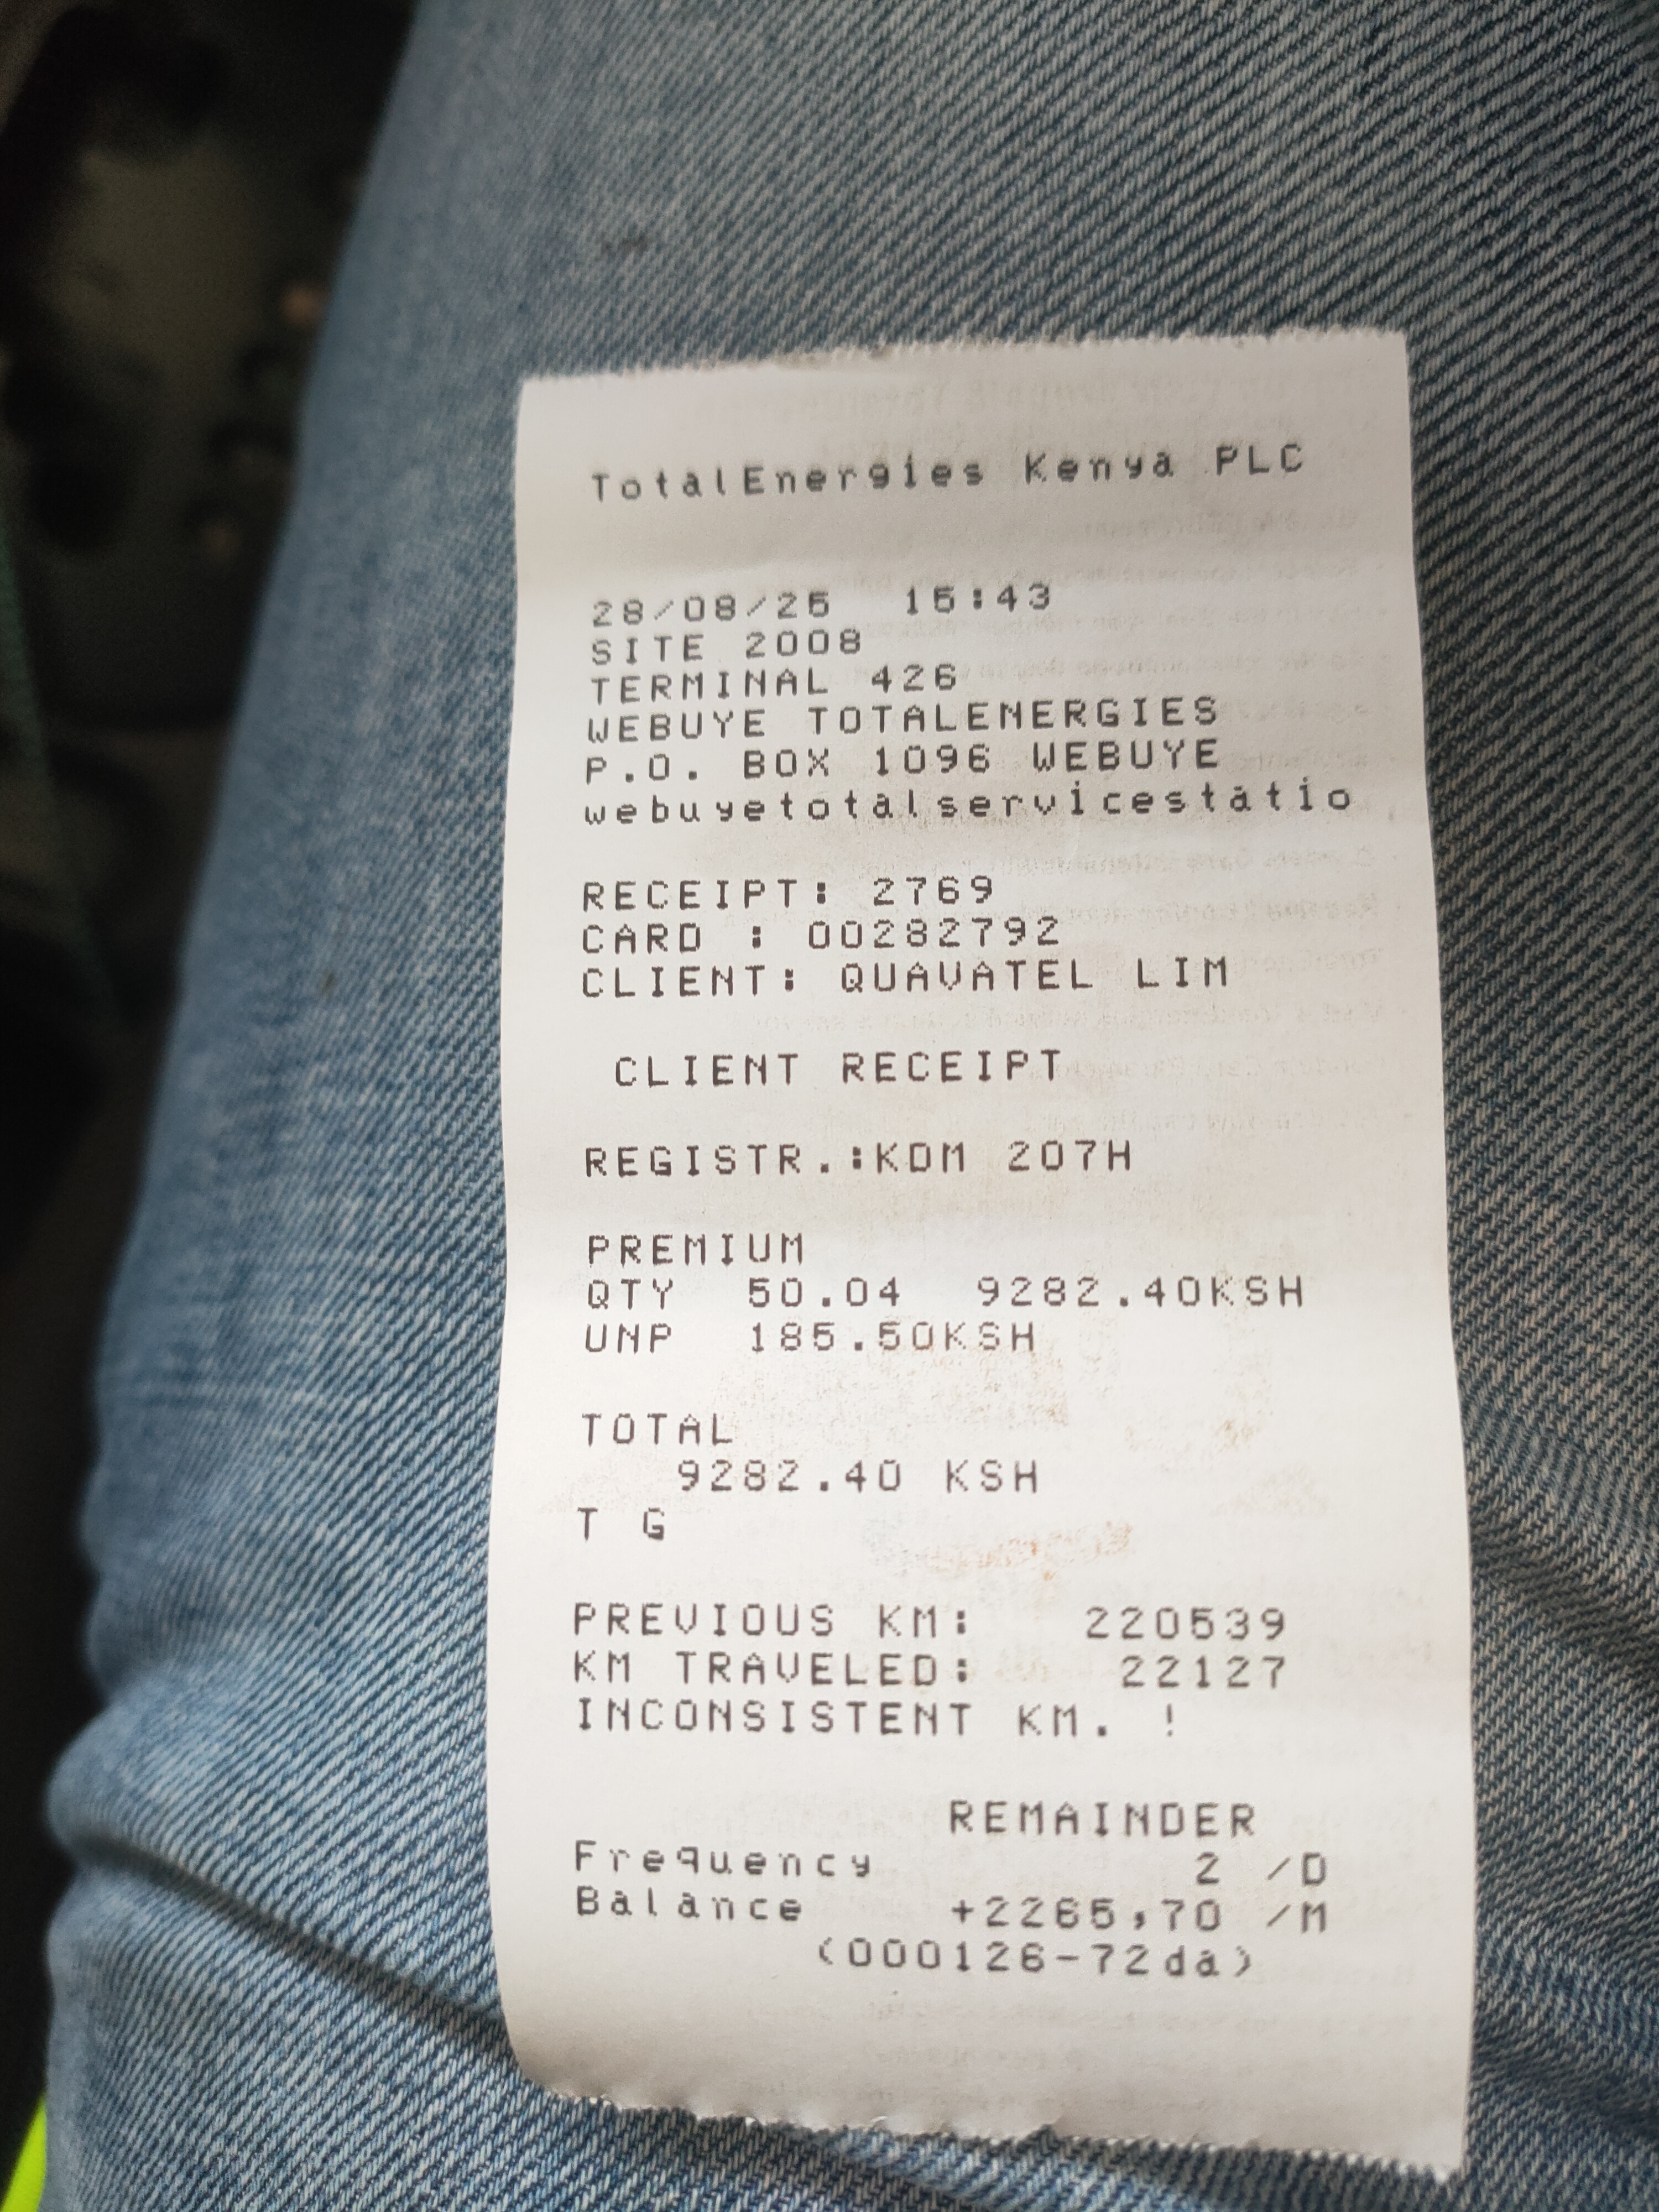 TotalEnergies Kenya PLC
28/08/25 15:43
SITE 2008
TERMINAL 426
WEBUYE TOTALENERGIES
P.O. BOX 1096 WEBUYE
webuyetotalservicestatio
RECEIPT: 2769
CARD : 00282792
CLIENT: QUAVATEL LIM
CLIENT RECEIPT
REGISTR.:KDM 207H
PREMIUM
QTY 50.04 9282.40KSH
UNP 185.50KSH
TOTAL
9282.40 KSH
T G
PREVIOUS KM: 220539
KM TRAVELED: 22127
INCONSISTENT KM. !
REMAINDER
Frequency 2 /D
Balance +2265,70 /M
(000126-72da)